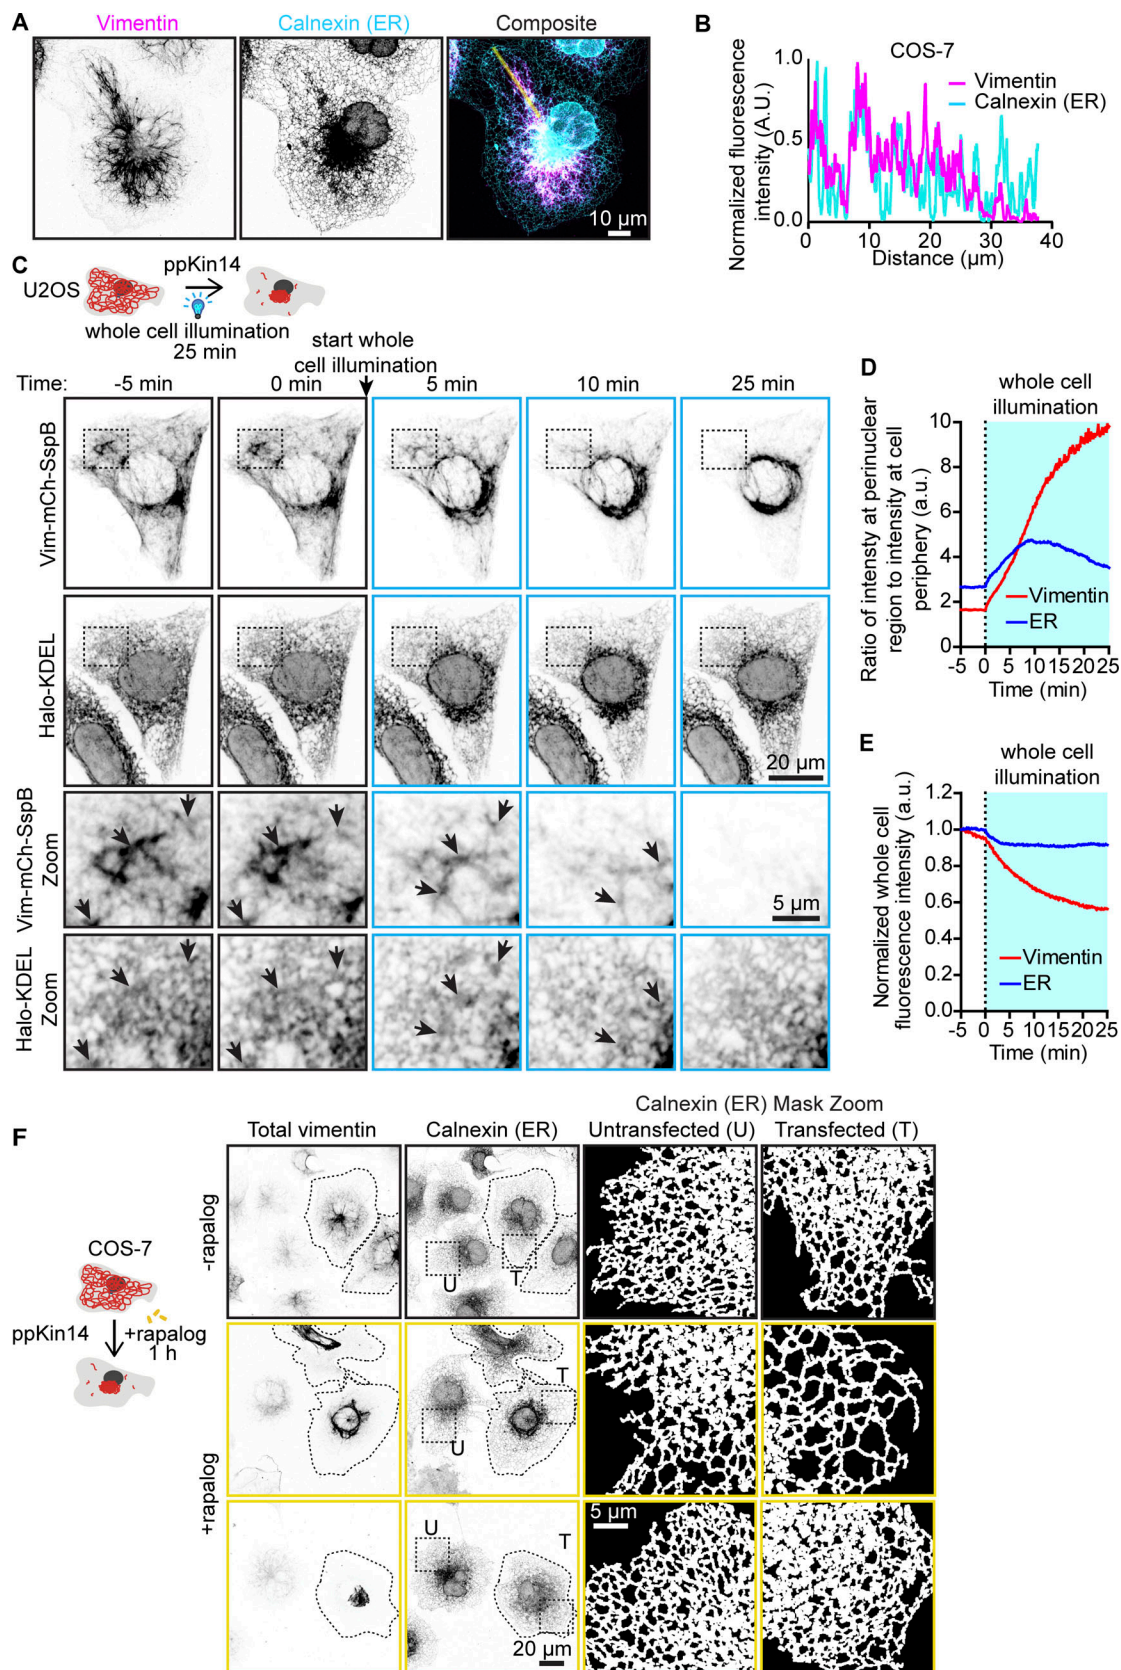 A
Vimentin
Calnexin (ER)
Composite
10 µm
B
COS-7
Vimentin
Calnexin (ER)
Normalized fluorescence
intensity (A.U.)
1.0
0.5
0.0
0 10 20 30 40
Distance (µm)
C
U2OS
ppKin14
whole cell illumination
25 min
start whole
cell illumination
Time: -5 min 0 min 5 min 10 min 25 min
Vim-mCh-SspB
Halo-KDEL
20 µm
Vim-mCh-SspB
Zoom
5 µm
Halo-KDEL
Zoom
D
whole cell
illumination
Ratio of intensty at perinuclear
region to intensity at cell
periphery (a.u.)
10
8
6
4
2
0
Vimentin
ER
-5 0 5 10 15 20 25
Time (min)
E
whole cell
illumination
Normalized whole cell
fluorescence intensity (a.u.)
1.2
1.0
0.8
0.6
0.4
0.2
0.0
Vimentin
ER
-5 0 5 10 15 20 25
Time (min)
F
Calnexin (ER) Mask Zoom
Total vimentin Calnexin (ER) Untransfected (U) Transfected (T)
COS-7
ppKin14
+rapalog
1 h
-rapalog
U
T
+rapalog
T
U
U
T
20 µm
5 µm